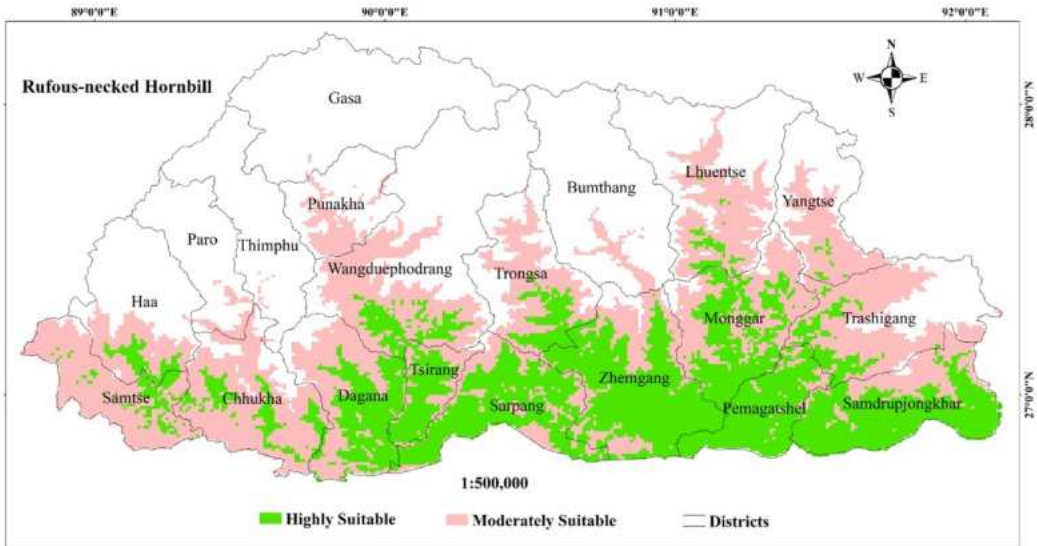 89°0'0"E 90°0'0"E 91°0'0"E 92°0'0"E
Rufous-necked Hornbill
N
W E
S
28°0'0"N
27°0'0"N
Gasa
Punakha
Bumthang
Lhuentse
Yangtse
Paro
Thimphu
Wangduephodrang
Trongsa
Haa
Monggar
Trashigang
Samtse
Chhukha
Dagana
Tsirang
Sarpang
Zhemgang
Pemagatshel
Samdrupjongkhar
1:500,000
Highly Suitable Moderately Suitable Districts